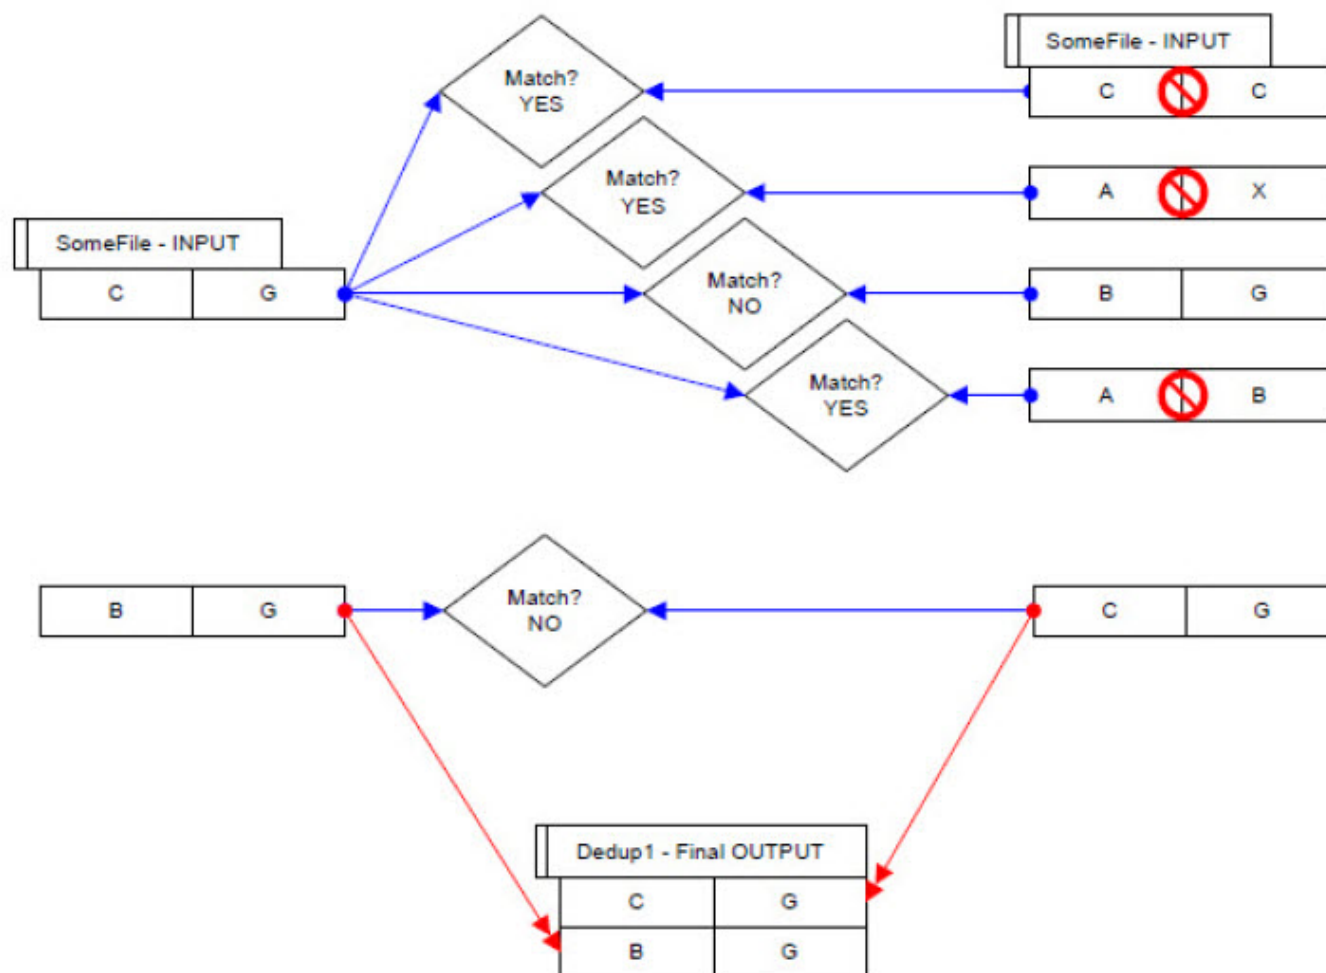 SomeFile - INPUT
Match?
YES
C C
Match?
YES
A X
SomeFile - INPUT
C G
Match?
NO
B G
Match?
YES
A B
B G
Match?
NO
C G
Dedup1 - Final OUTPUT
C G
B G